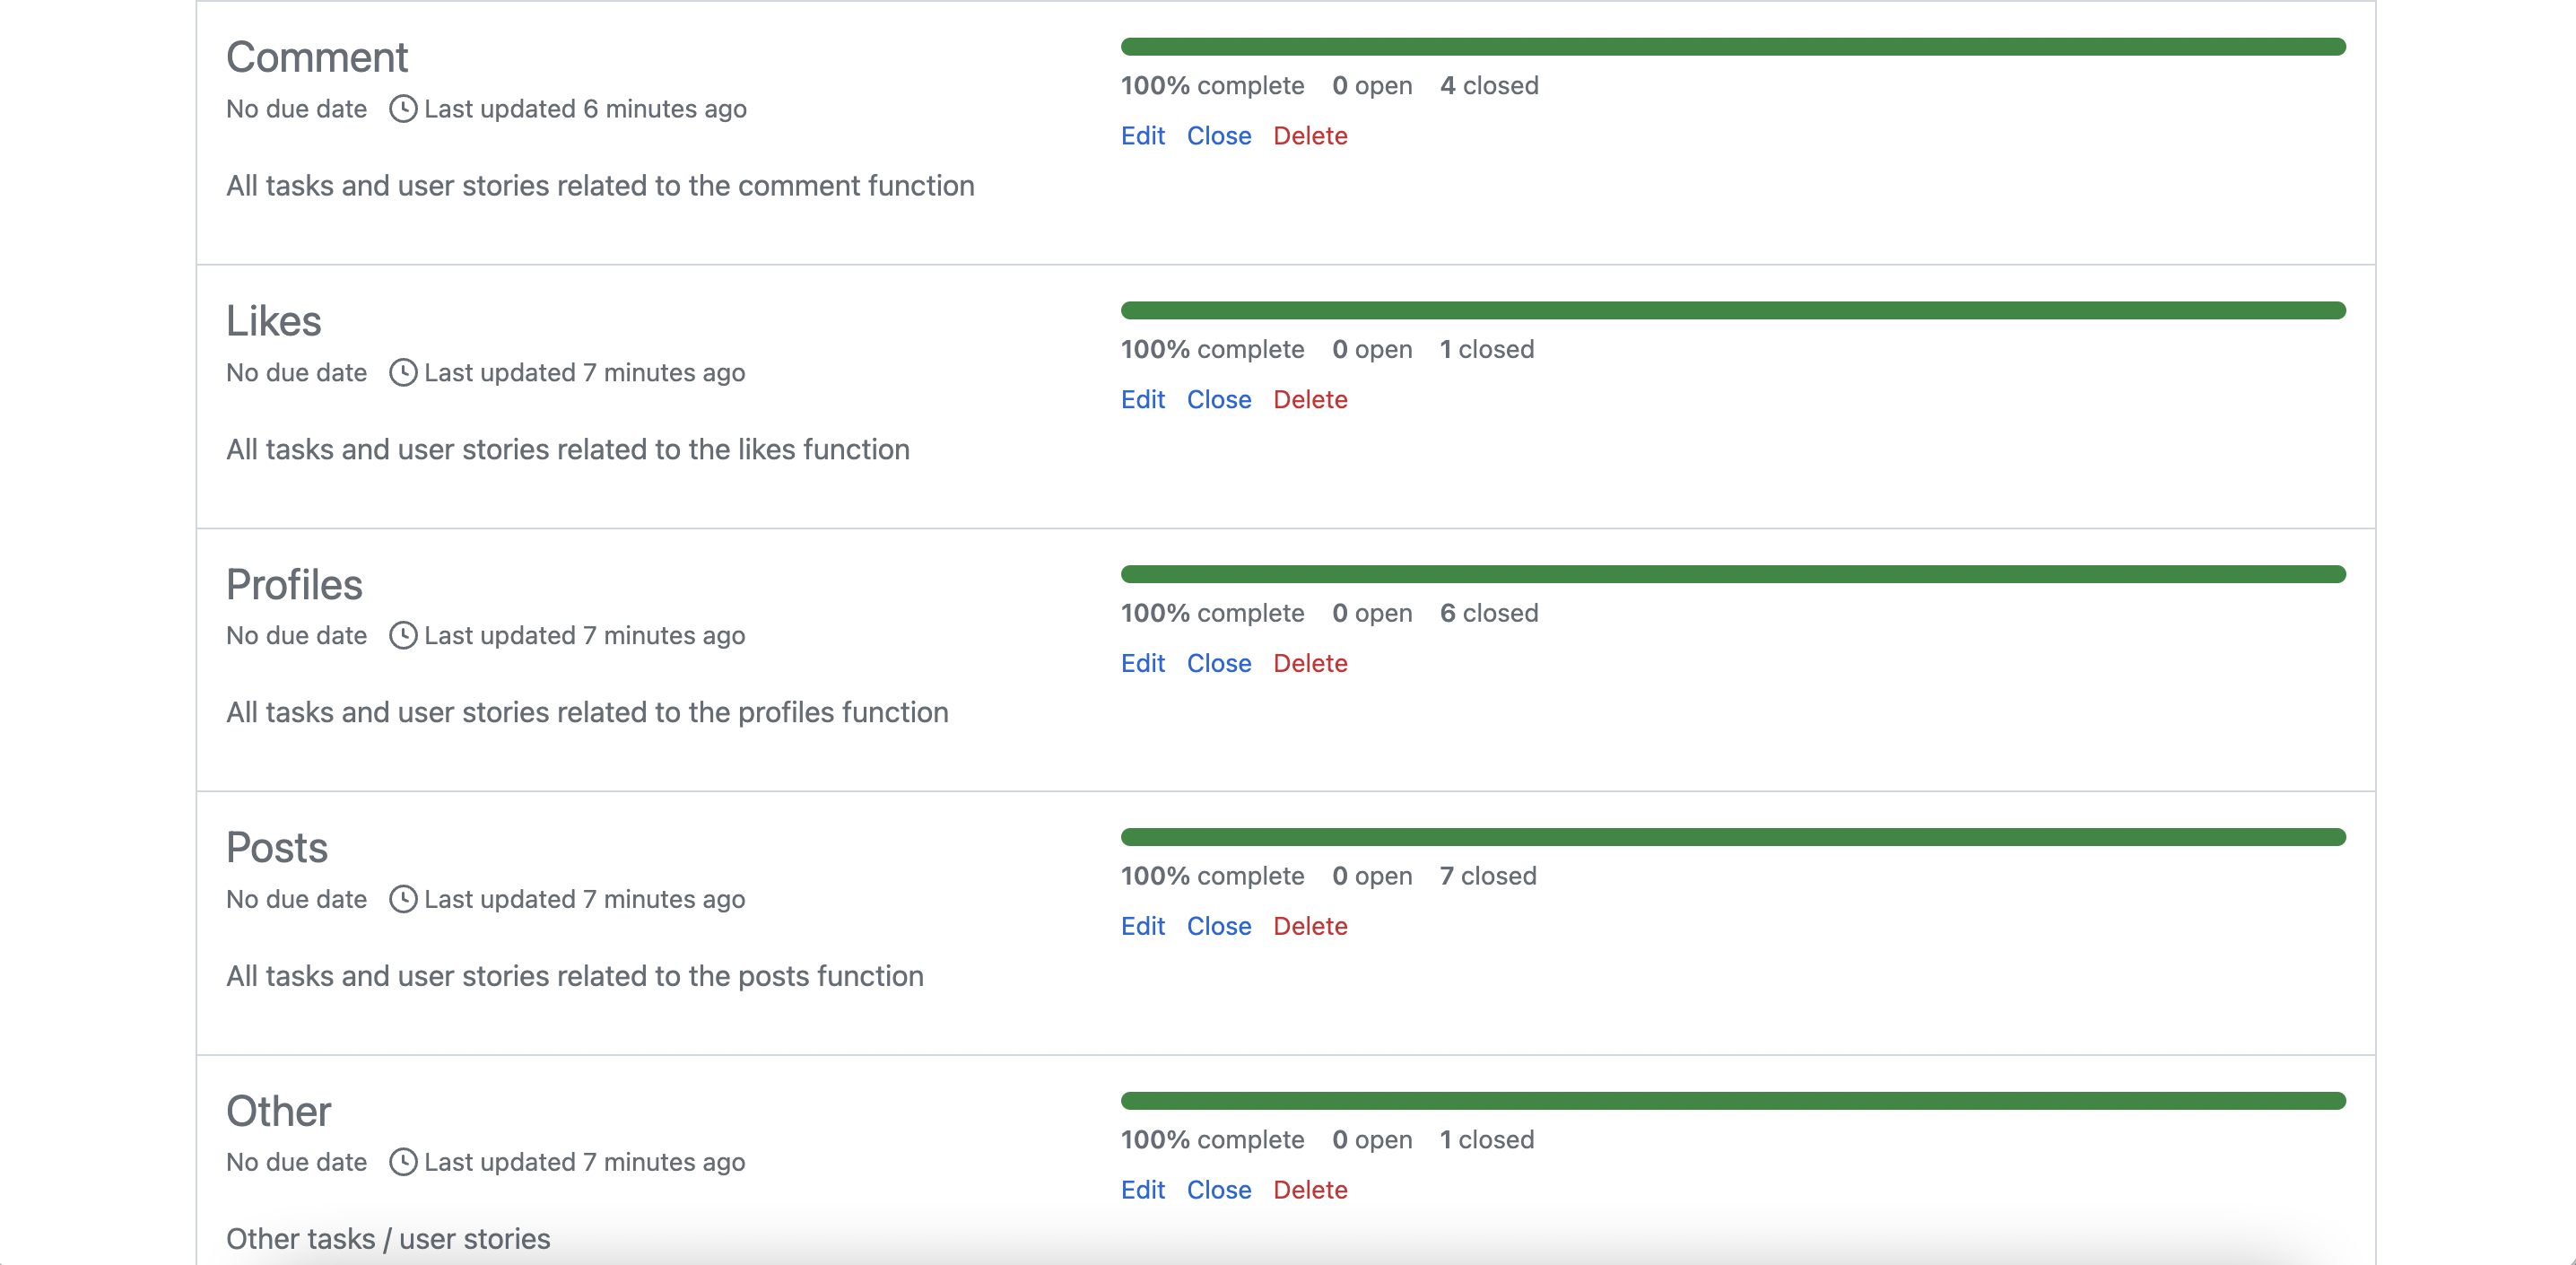 Comment
No due date Last updated 6 minutes ago
All tasks and user stories related to the comment function
100% complete 0 open 4 closed
Edit Close Delete
Likes
No due date Last updated 7 minutes ago
All tasks and user stories related to the likes function
100% complete 0 open 1 closed
Edit Close Delete
Profiles
No due date Last updated 7 minutes ago
All tasks and user stories related to the profiles function
100% complete 0 open 6 closed
Edit Close Delete
Posts
No due date Last updated 7 minutes ago
All tasks and user stories related to the posts function
100% complete 0 open 7 closed
Edit Close Delete
Other
No due date Last updated 7 minutes ago
Other tasks / user stories
100% complete 0 open 1 closed
Edit Close Delete